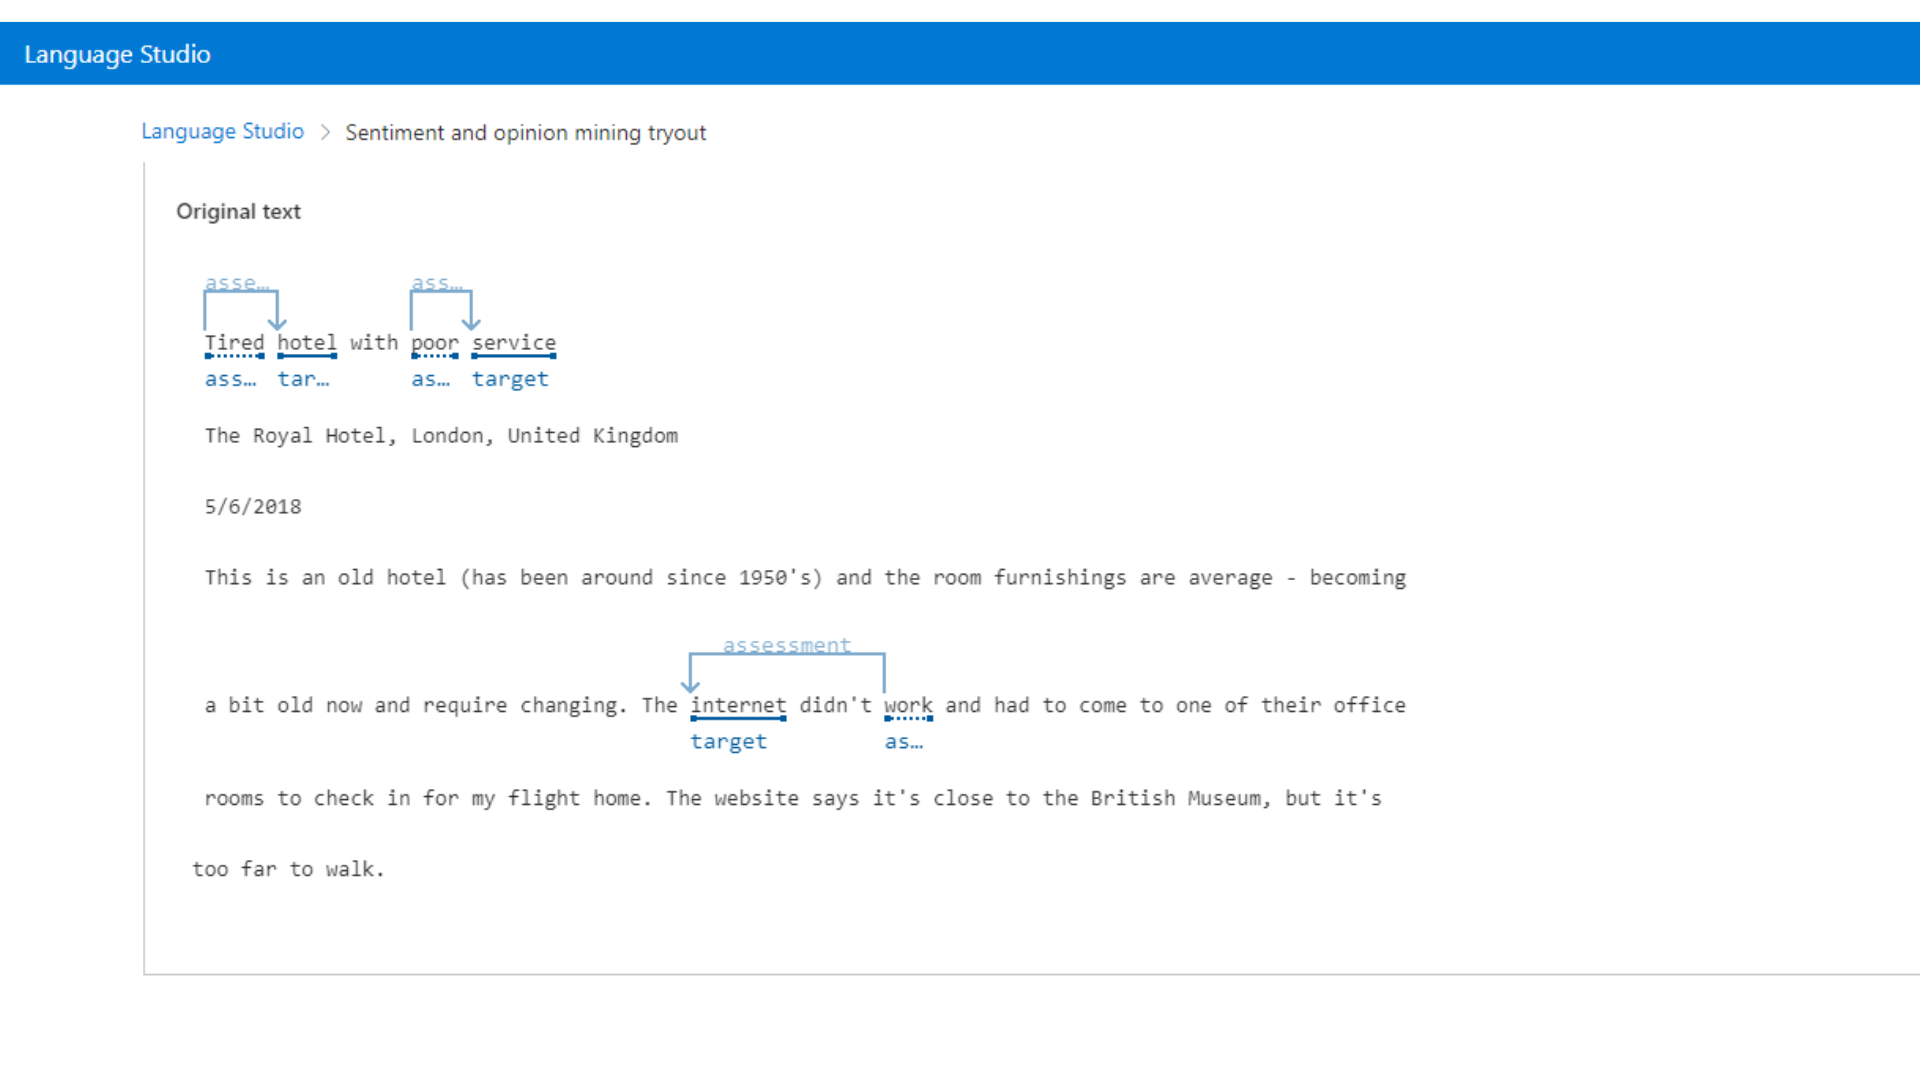 Language Studio
Language Studio > Sentiment and opinion mining tryout
Original text
asse… ass…
Tired hotel with poor service
ass… tar… as… target
The Royal Hotel, London, United Kingdom
5/6/2018
This is an old hotel (has been around since 1950's) and the room furnishings are average - becoming
assessment
a bit old now and require changing. The internet didn't work and had to come to one of their office
target as…
rooms to check in for my flight home. The website says it's close to the British Museum, but it's
too far to walk.